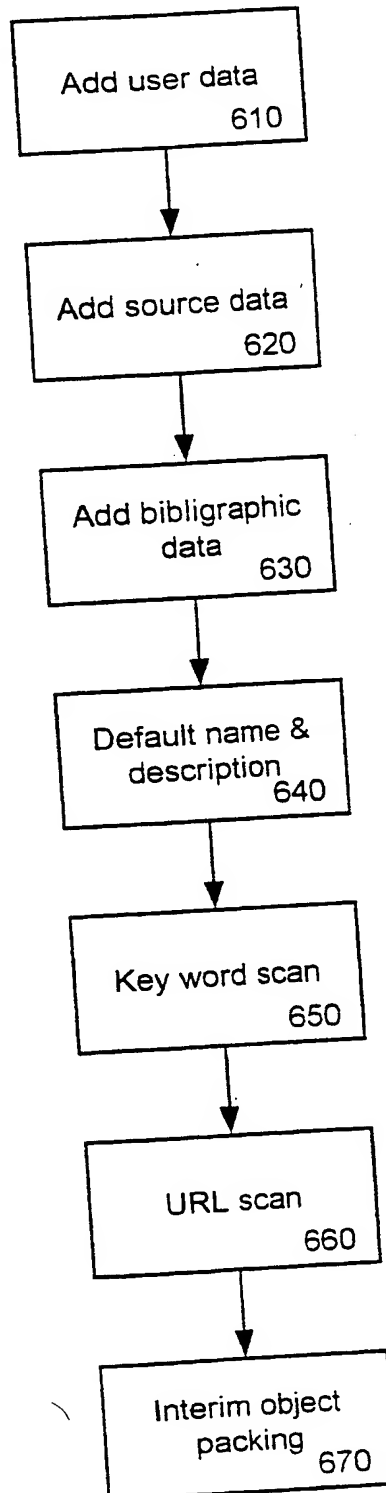 Add user data
610
Add source data
620
Add bibligraphic
data
630
Default name &
description
640
Key word scan
650
URL scan
660
Interim object
packing
670